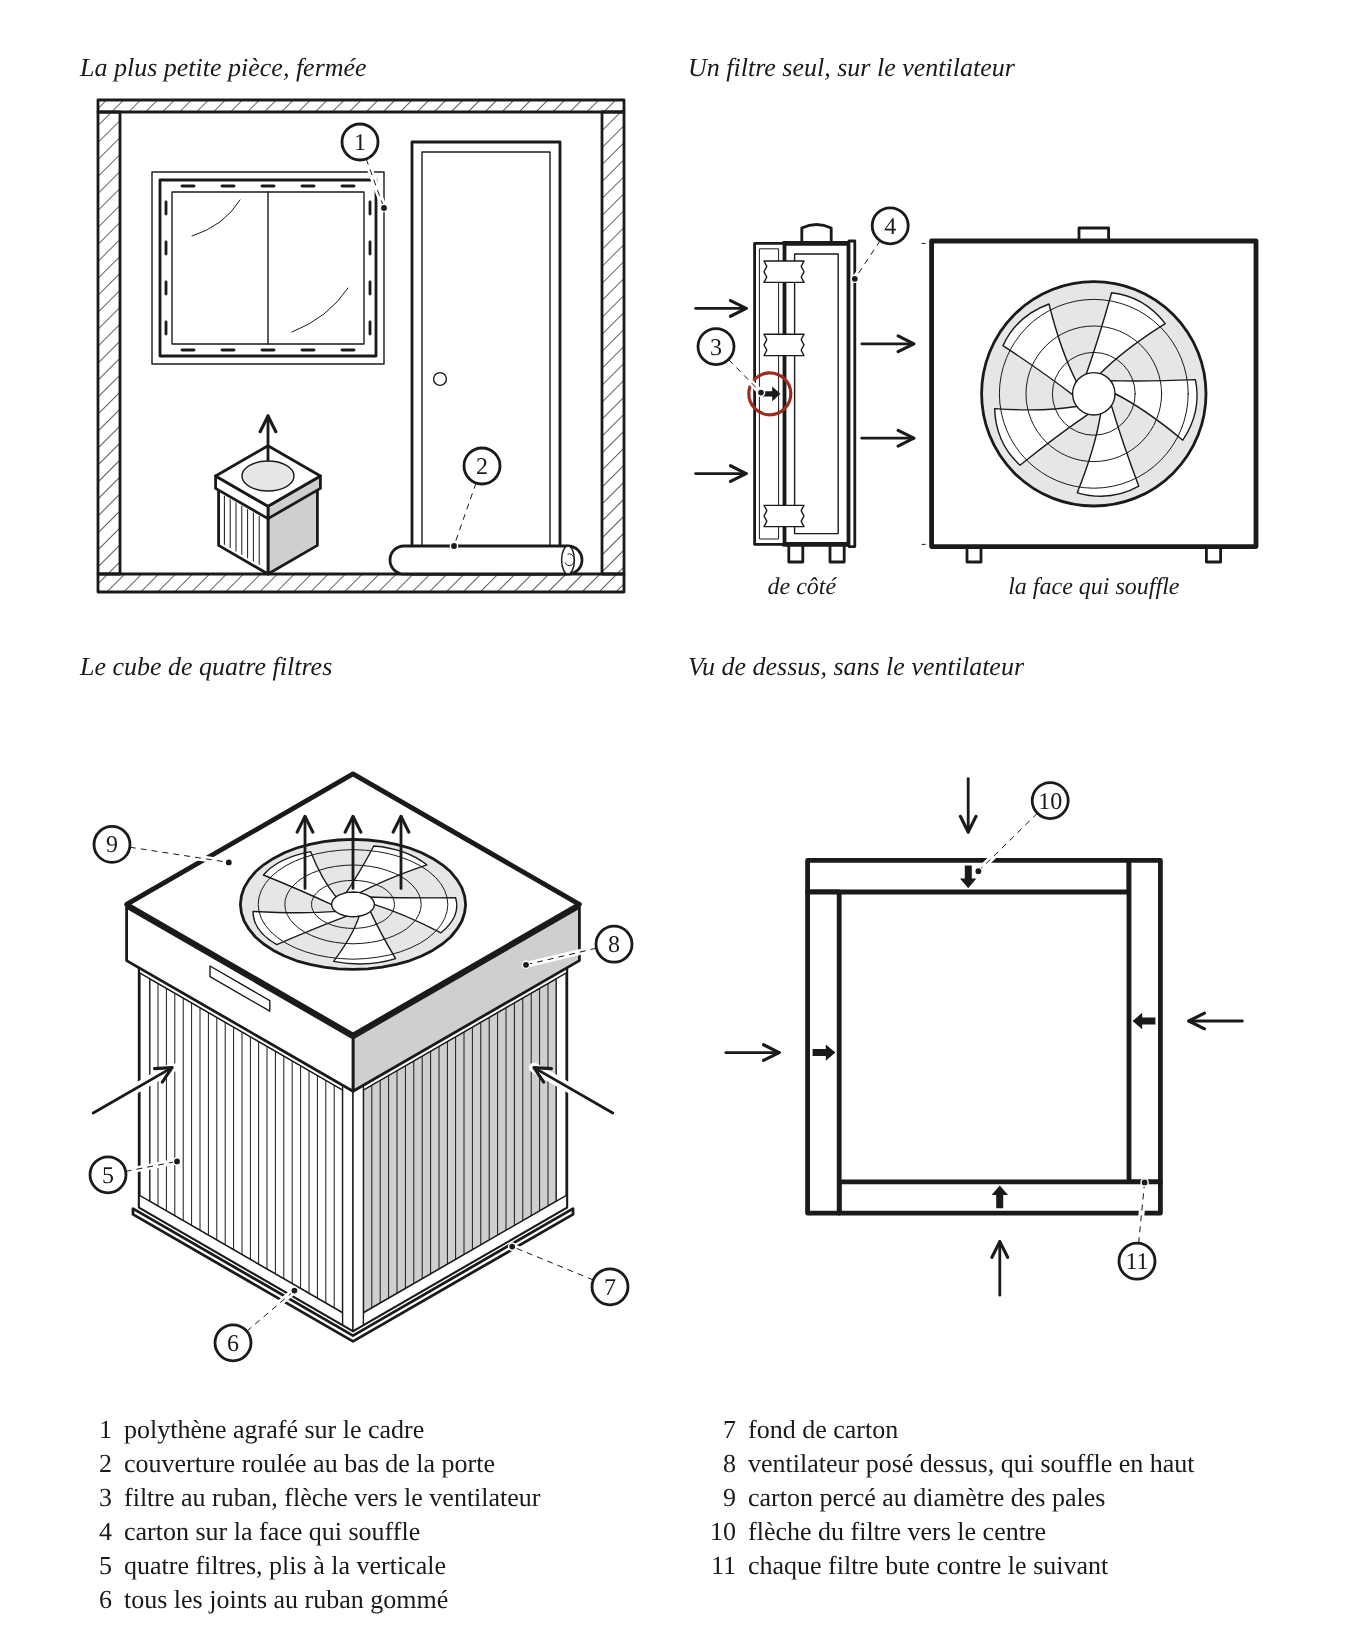 La plus petite pièce, fermée
Un filtre seul, sur le ventilateur
1
4
3
2
de côté
la face qui souffle
Le cube de quatre filtres
Vu de dessus, sans le ventilateur
10
9
8
5
11
7
6
1 polythène agrafé sur le cadre
2 couverture roulée au bas de la porte
3 filtre au ruban, flèche vers le ventilateur
4 carton sur la face qui souffle
5 quatre filtres, plis à la verticale
6 tous les joints au ruban gommé
7 fond de carton
8 ventilateur posé dessus, qui souffle en haut
9 carton percé au diamètre des pales
10 flèche du filtre vers le centre
11 chaque filtre bute contre le suivant